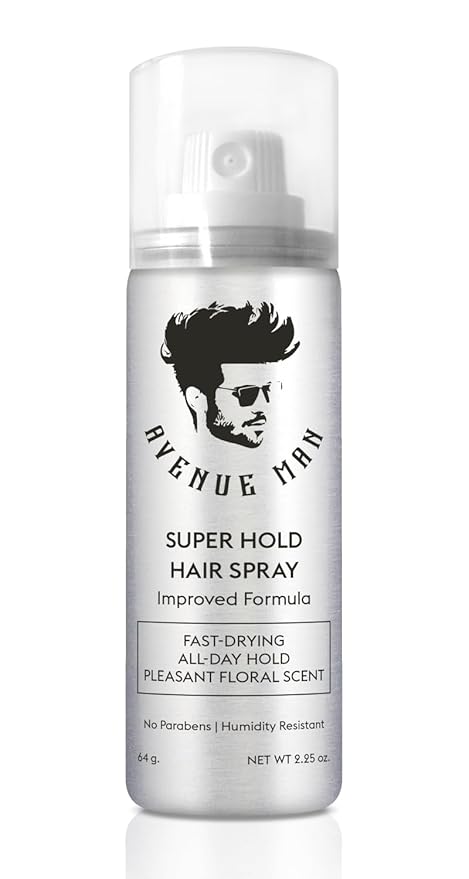 AVENUE MAN
SUPER HOLD
HAIR SPRAY
Improved Formula
FAST-DRYING
ALL-DAY HOLD
PLEASANT FLORAL SCENT
No Parabens | Humidity Resistant
64 g. NET WT 2.25 oz.